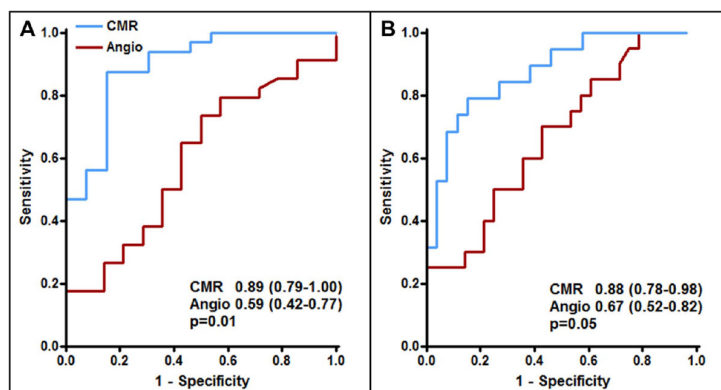 A
CMR
Angio
1.0
0.8
0.6
0.4
0.2
0.0
Sensitivity
CMR 0.89 (0.79-1.00)
Angio 0.59 (0.42-0.77)
p=0.01
0.0 0.2 0.4 0.6 0.8 1.0
1 - Specificity
B
1.0
0.8
0.6
0.4
0.2
0.0
Sensitivity
CMR 0.88 (0.78-0.98)
Angio 0.67 (0.52-0.82)
p=0.05
0.0 0.2 0.4 0.6 0.8 1.0
1 - Specificity